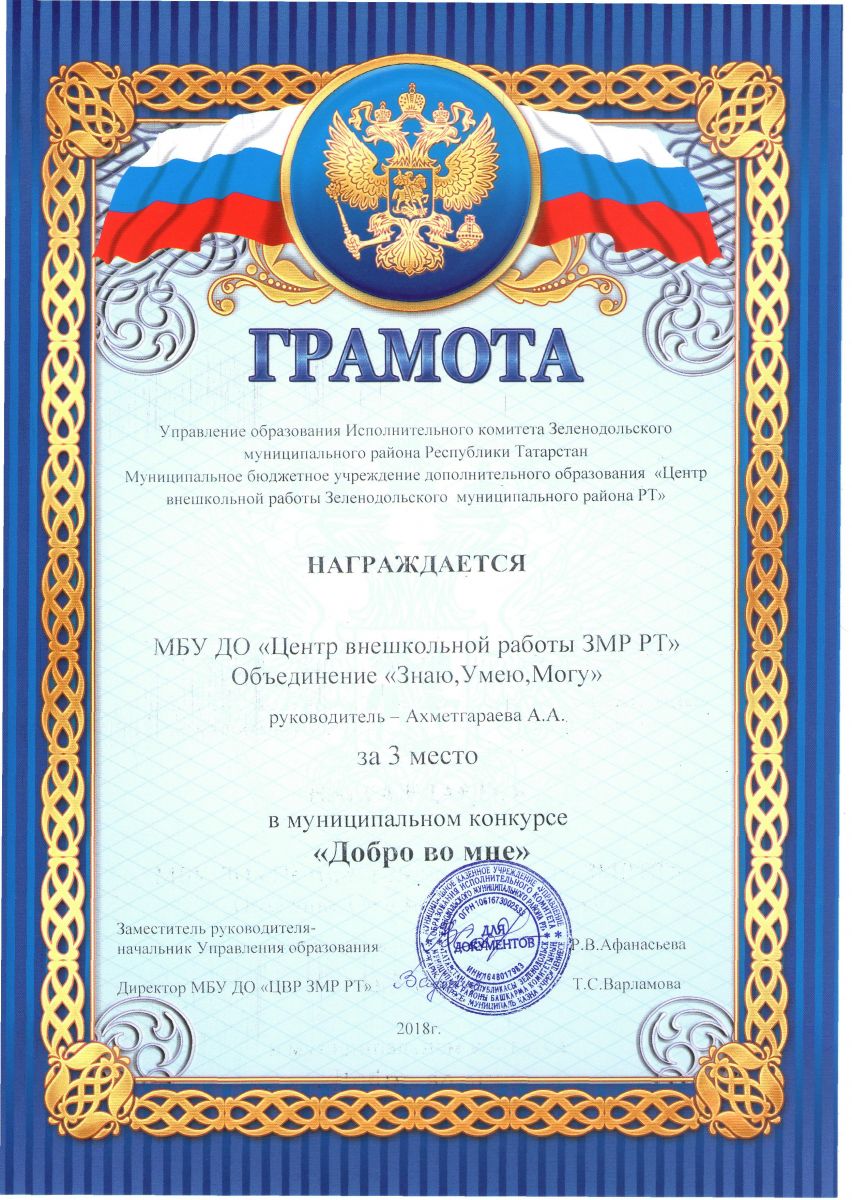 ГРАМОТА
Управление образования Исполнительного комитета Зеленодольского
муниципального района Республики Татарстан
Муниципальное бюджетное учреждение дополнительного образования «Центр
внешкольной работы Зеленодольского муниципального района РТ»
НАГРАЖДАЕТСЯ
МБУ ДО «Центр внешкольной работы ЗМР РТ»
Объединение «Знаю,Умею,Могу»
руководитель – Ахметгараева А.А.
за 3 место
в муниципальном конкурсе
«Добро во мне»
Заместитель руководителя-
начальник Управления образования
Р.В.Афанасьева
Директор МБУ ДО «ЦВР ЗМР РТ»
Т.С.Варламова
2018г.
ДЛЯ
ДОКУМЕНТОВ